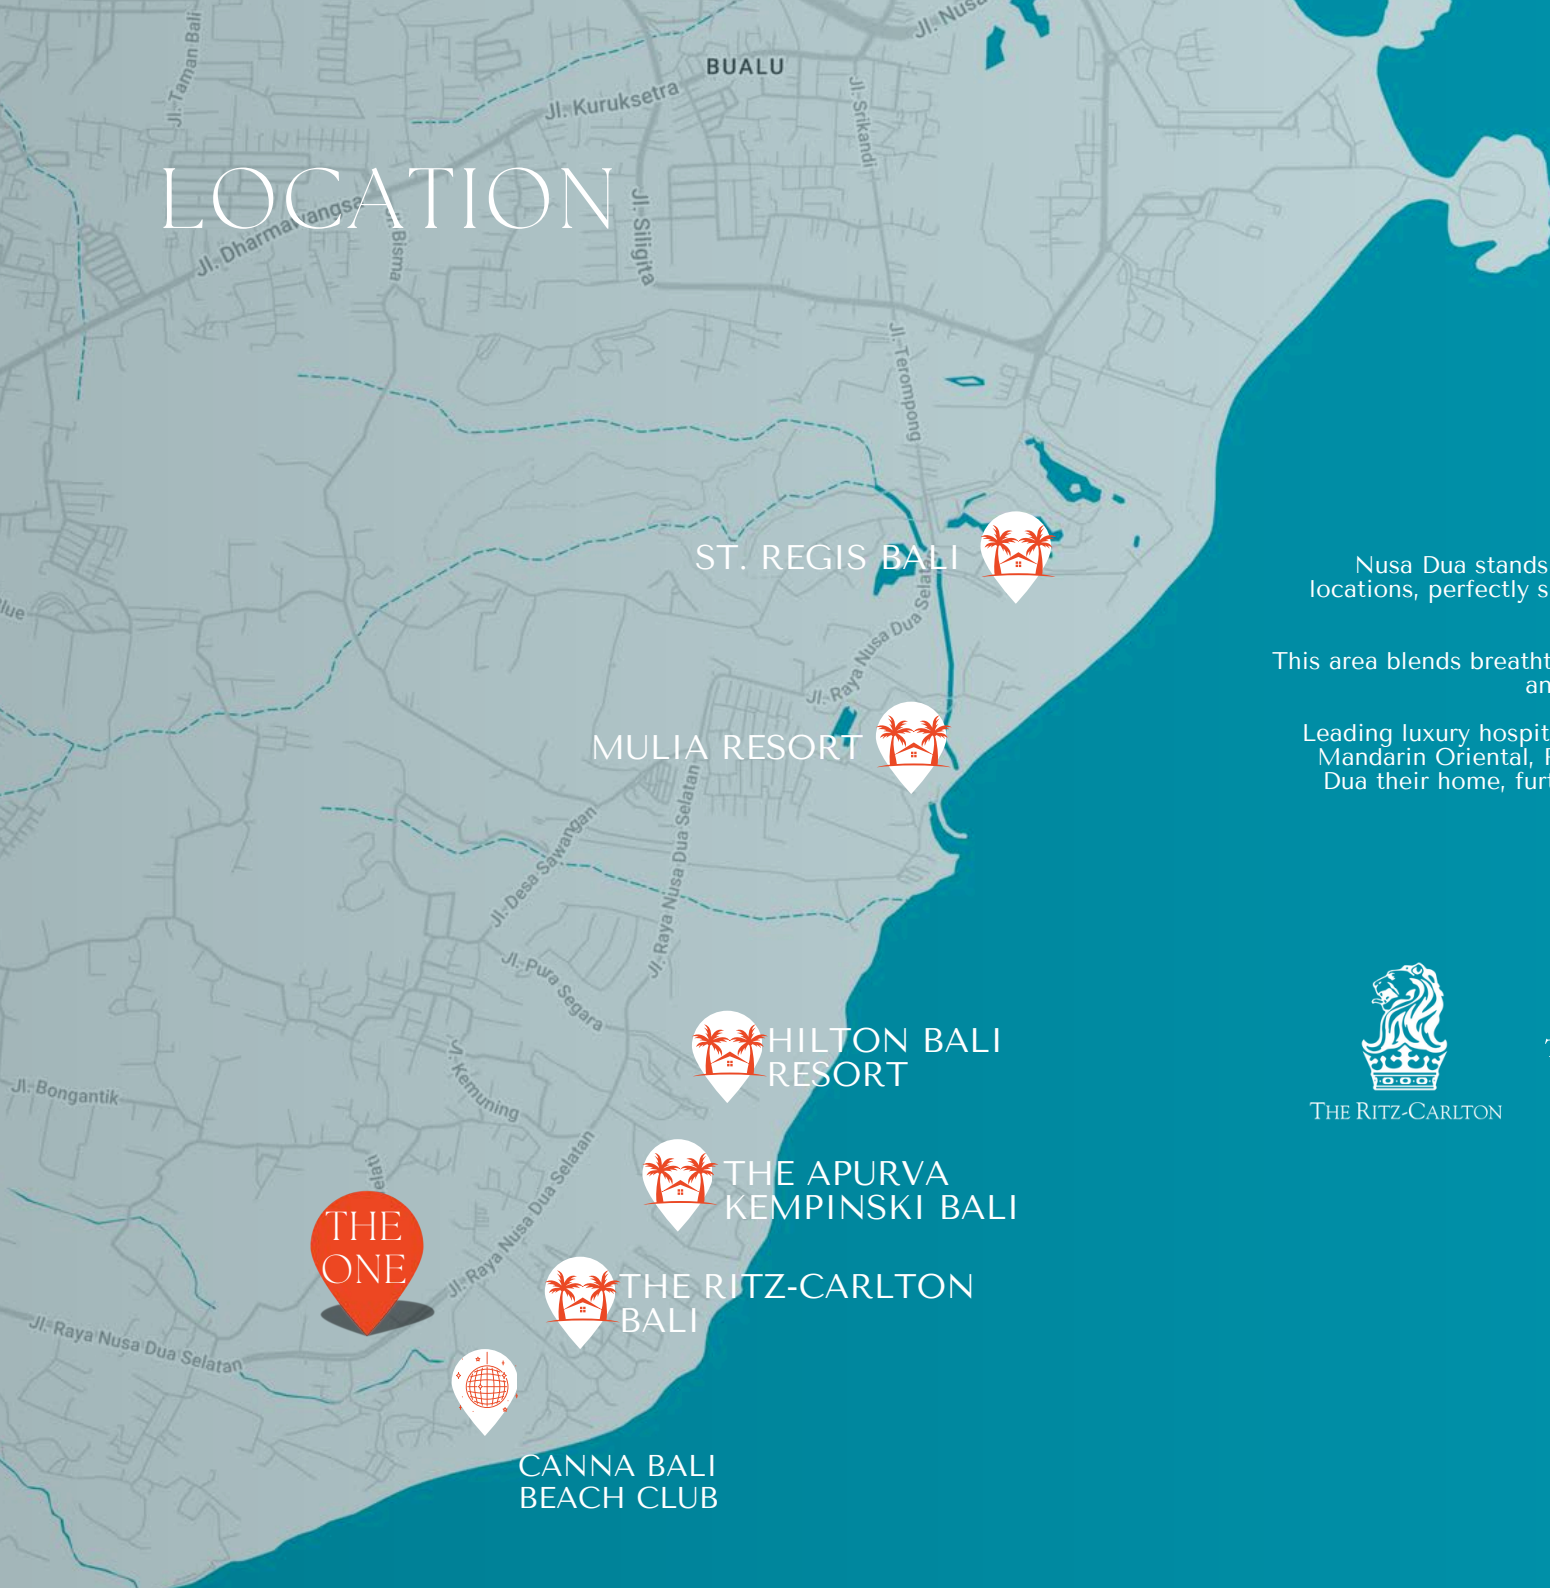 Jl. Nusa
Jl. Taman Bali
BUALU
Jl. Kuruksetra
Jl. Srikandi
LOCATION
Jl. Dharmawangsa
Jl. Bisma
Jl. Siligita
Jl. Terompong
ST. REGIS BALI
Nusa Dua stands
locations, perfectly s
Jl. Raya Nusa Dua Selat
This area blends breatht
an
MULIA RESORT
Leading luxury hospit
Mandarin Oriental,
Dua their home, furt
Jl. Raya Nusa Dua Selatan
Jl. Desa Sawangan
Jl. Pura Segara
HILTON BALI
RESORT
Jl. Kemuning
Jl. Bongantik
THE RITZ-CARLTON
THE APURVA
KEMPINSKI BALI
Jl. Raya Nusa Dua Selatan
THE
ONE
THE RITZ-CARLTON
BALI
Jl. Raya Nusa Dua Selatan
CANNA BALI
BEACH CLUB